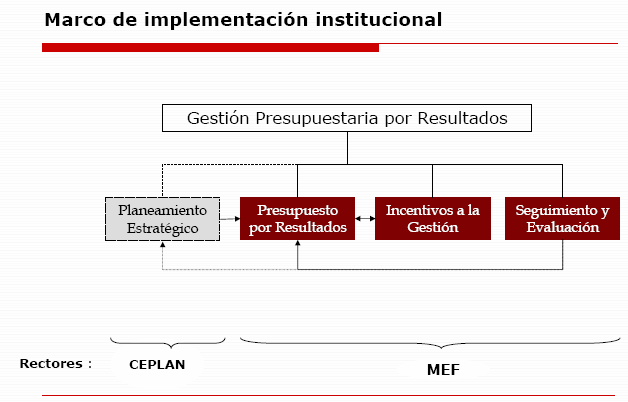 Marco de implementación institucional
Gestión Presupuestaria por Resultados
Planeamiento
Estratégico
Presupuesto
por Resultados
Incentivos a la
Gestión
Seguimiento y
Evaluación
Rectores :
CEPLAN
MEF